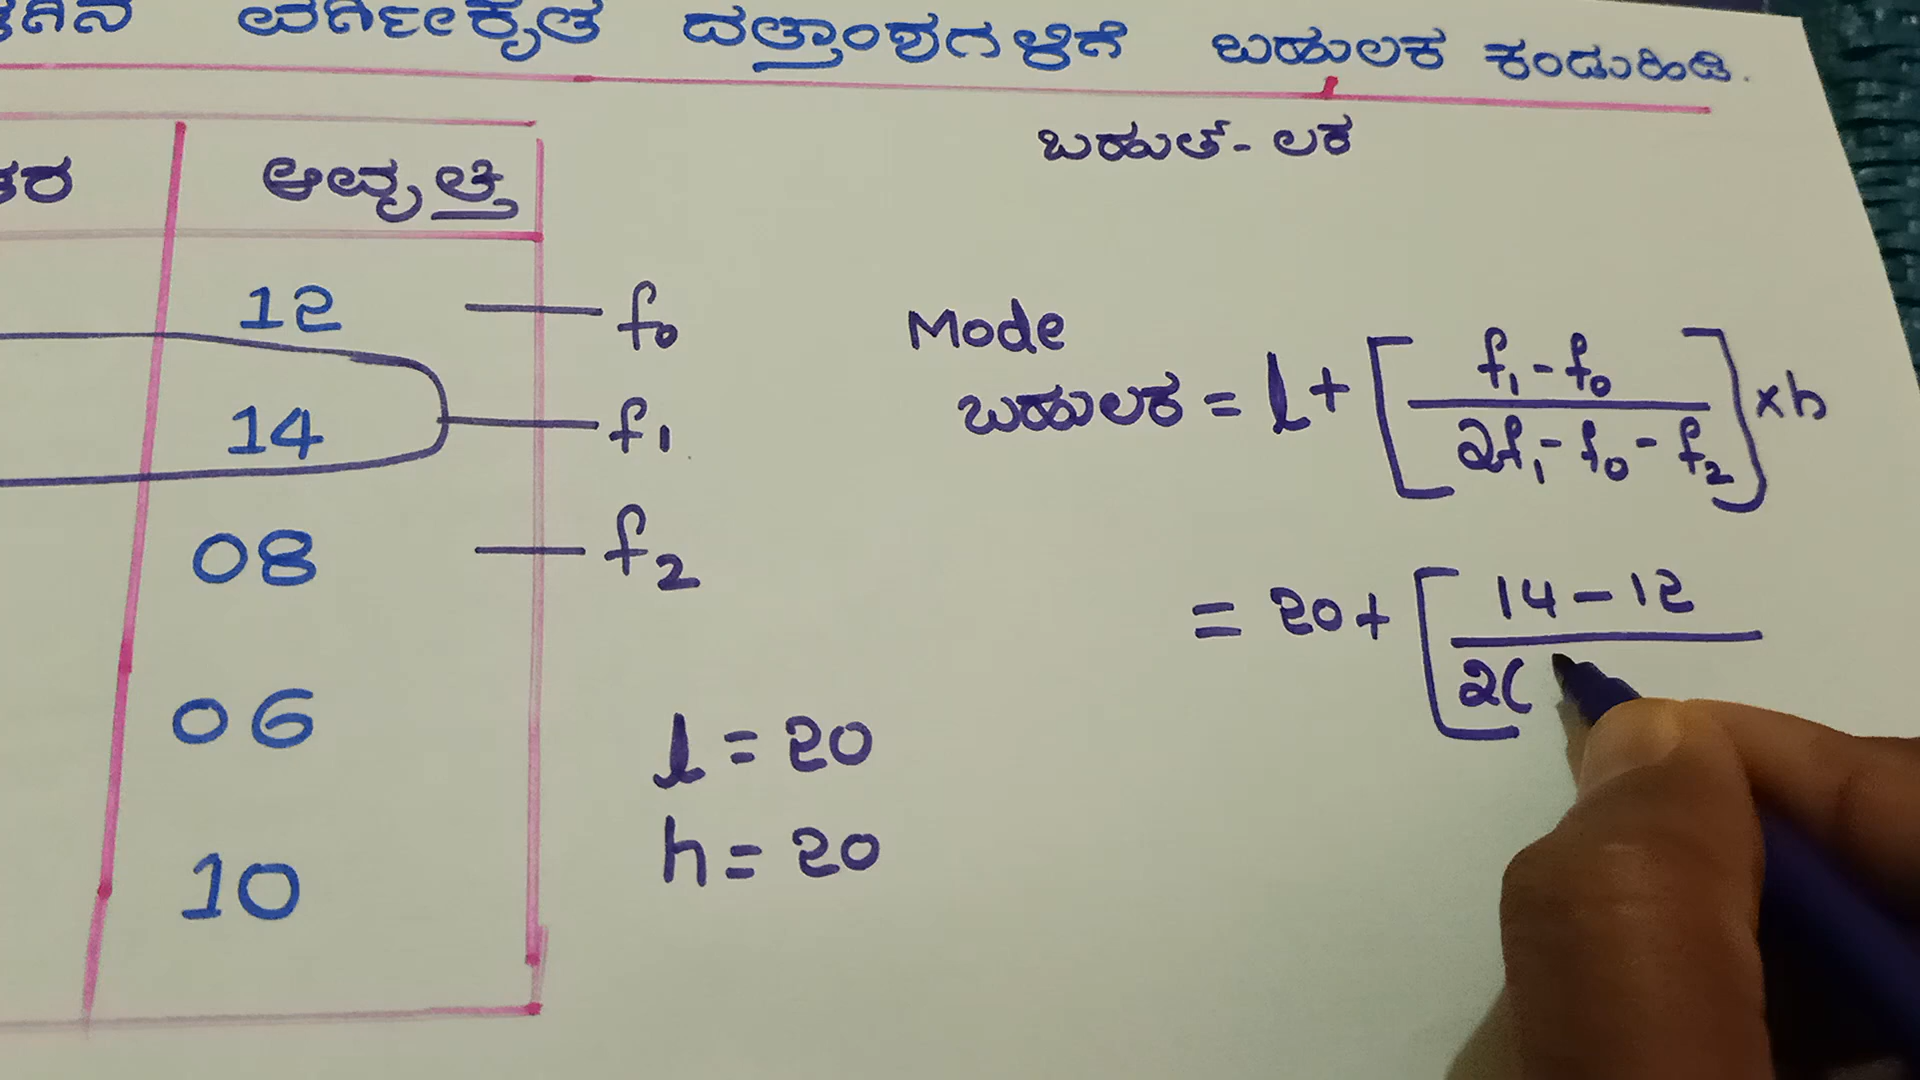 ವರ್ಗೀಕೃತ ದತ್ತಾಂಶಗಳಿಗೆ ಬಹುಲಕ ಕಂಡುಹಿಡಿ.
ಬಹುತ್- ಲಕ
ಆವೃತ್ತಿ
12 — f₀
14 — f₁
08 — f₂
06
10
l = 20
h = 20
Mode
ಬಹುಲಕ = l + [ f₁ - f₀ / 2f₁ - f₀ - f₂ ] x h
= 20 + [ 14 - 12 / 2(